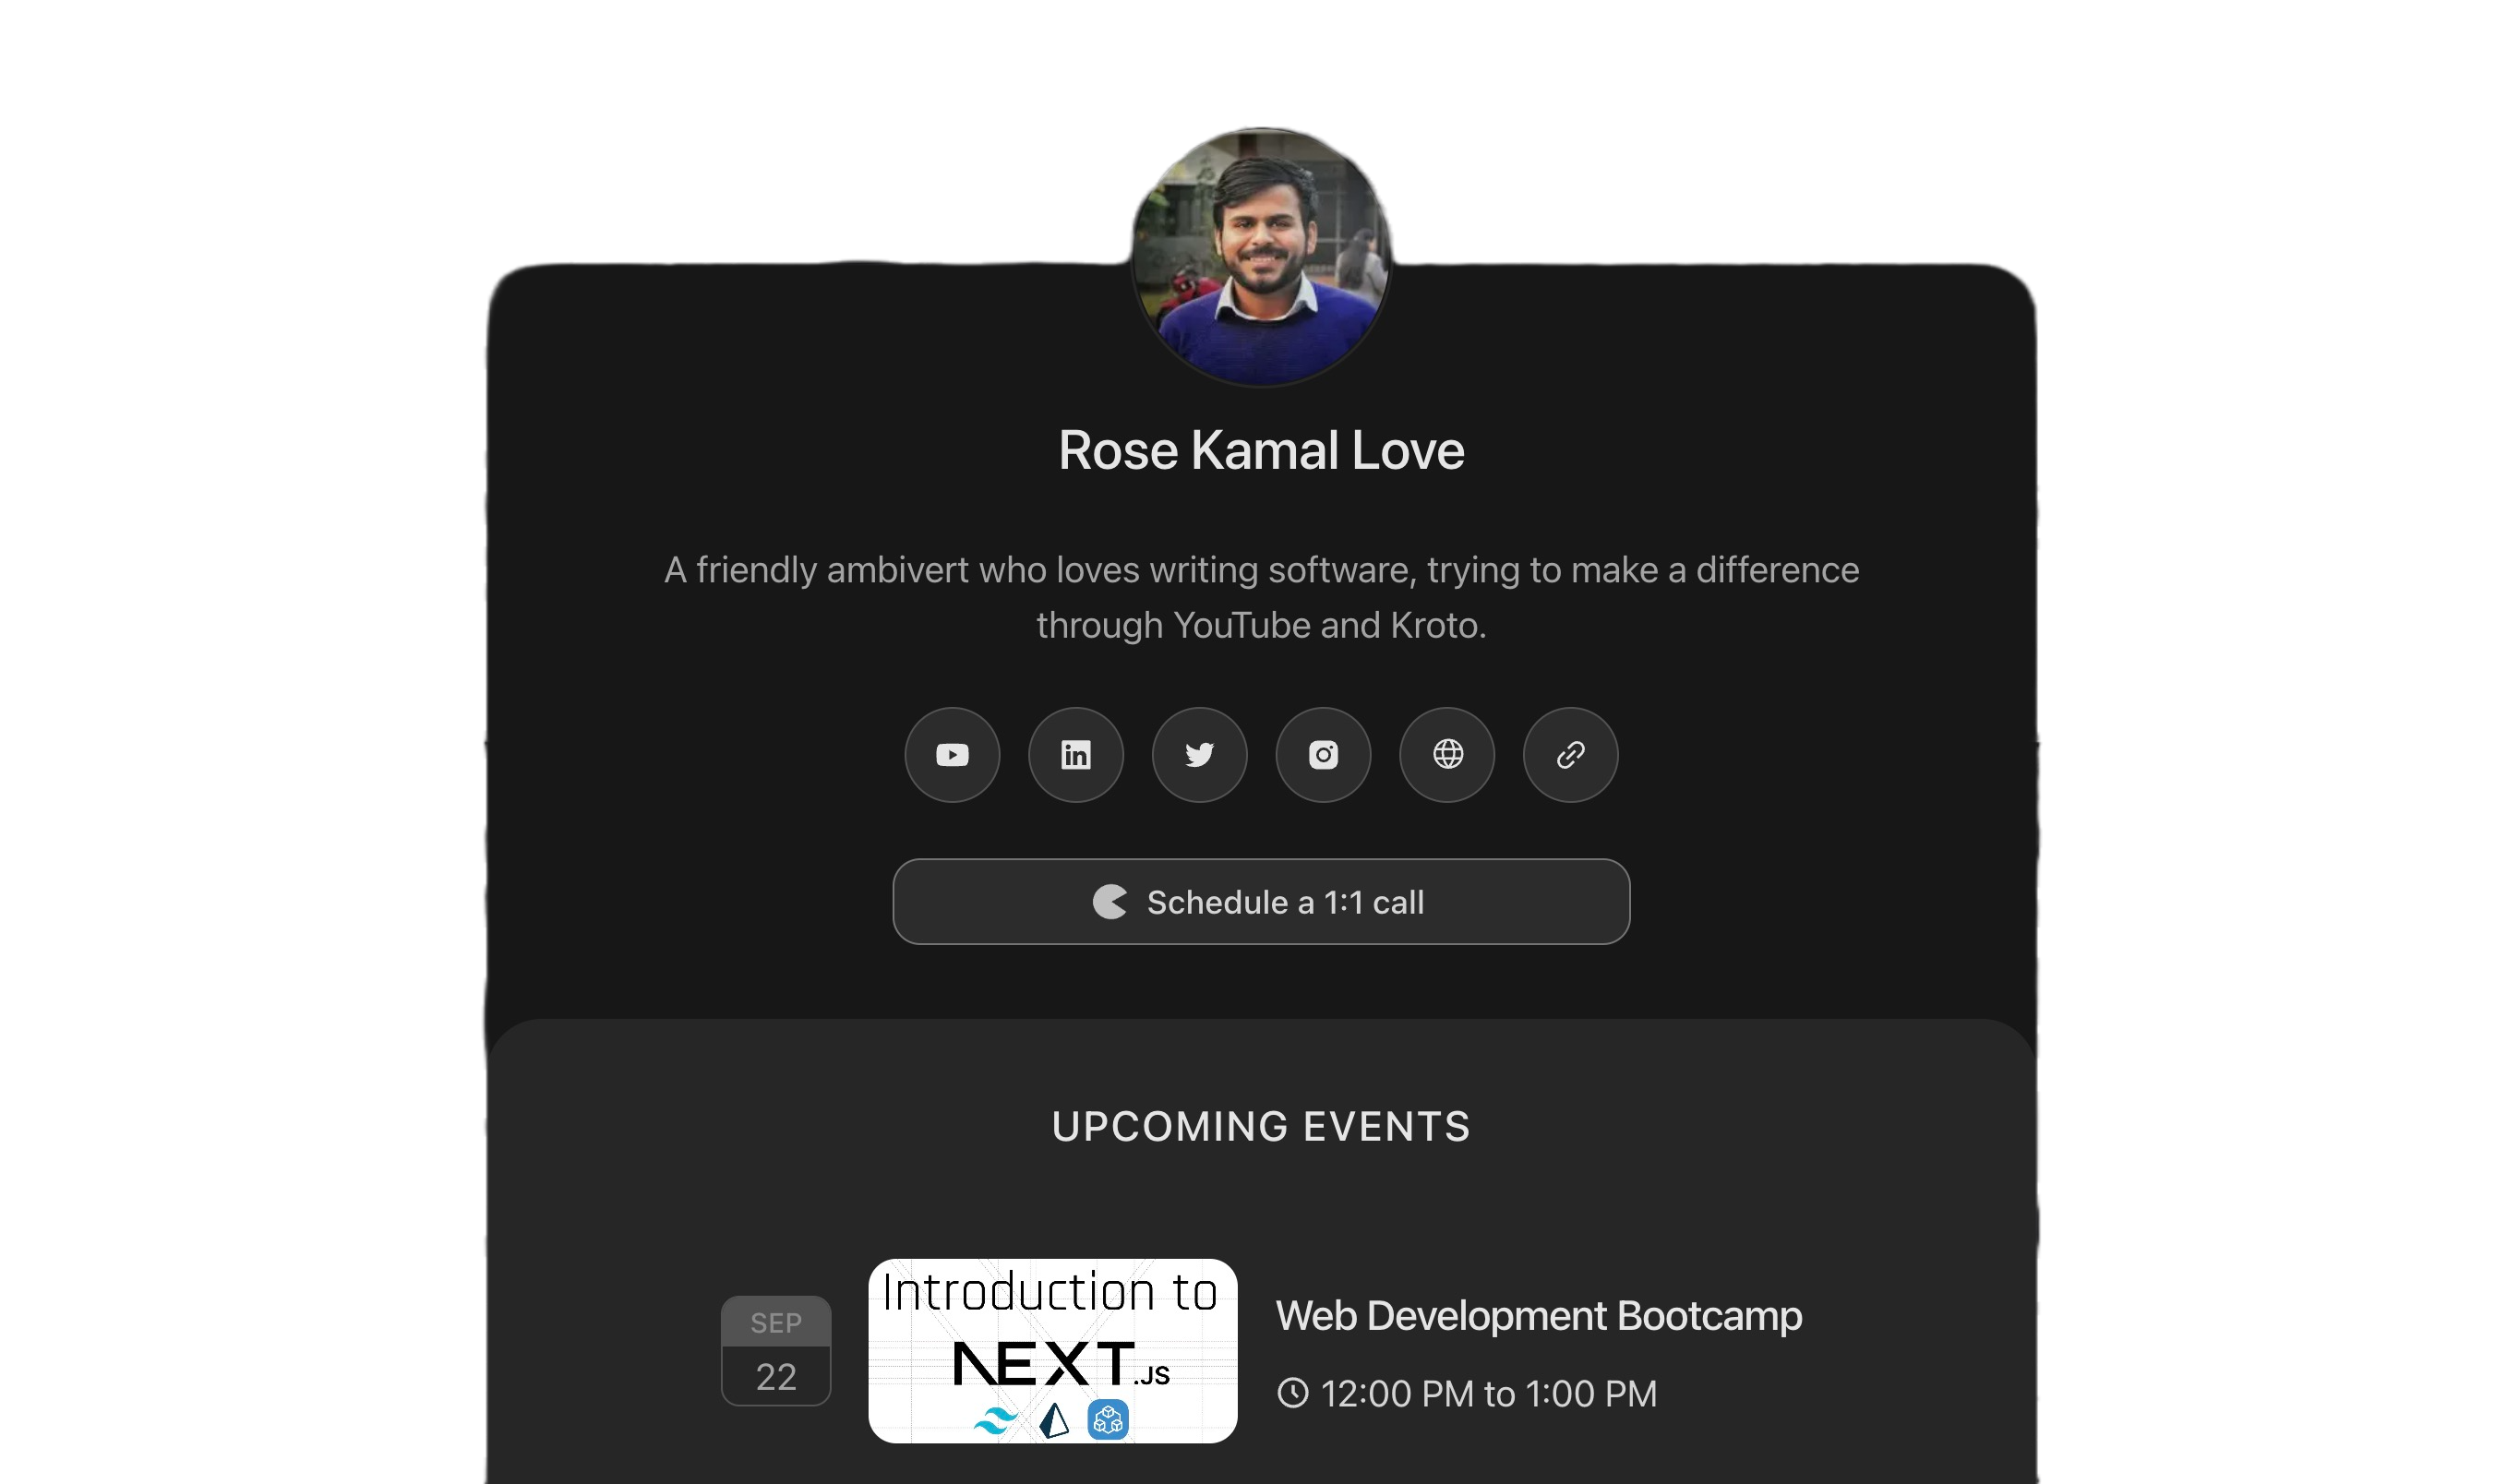 Rose Kamal Love
A friendly ambivert who loves writing software, trying to make a difference
through YouTube and Kroto.
in
Schedule a 1:1 call
UPCOMING EVENTS
SEP
22
Introduction to
NEXT.JS
Web Development Bootcamp
12:00 PM to 1:00 PM